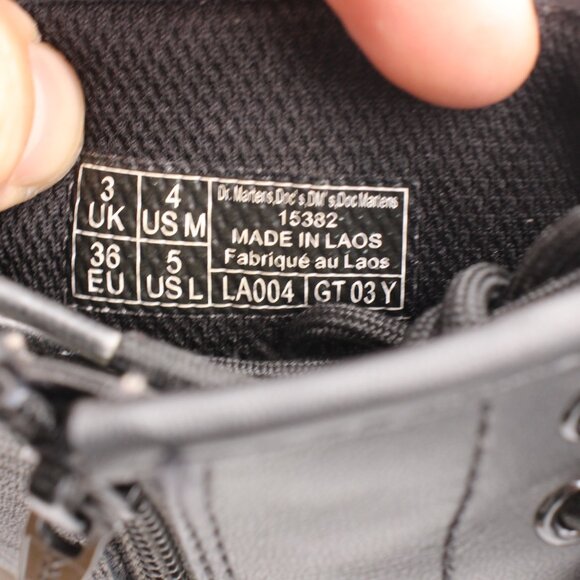 3 UK
4 US M
36 EU
5 US L
Dr. Martens,Doc's,DM's,Doc Martens
15382-
MADE IN LAOS
Fabriqué au Laos
LA004 GT 03 Y